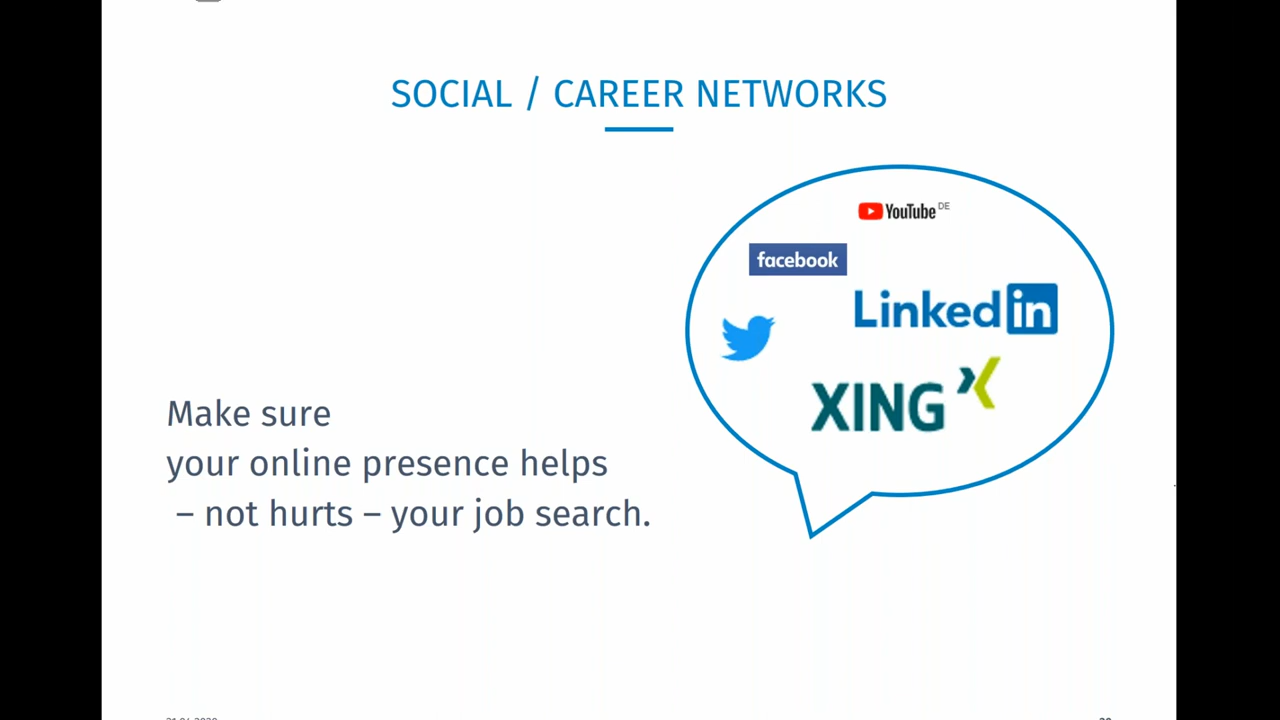 SOCIAL / CAREER NETWORKS
YouTube DE
facebook
Linkedin
XING
Make sure
your online presence helps
– not hurts – your job search.